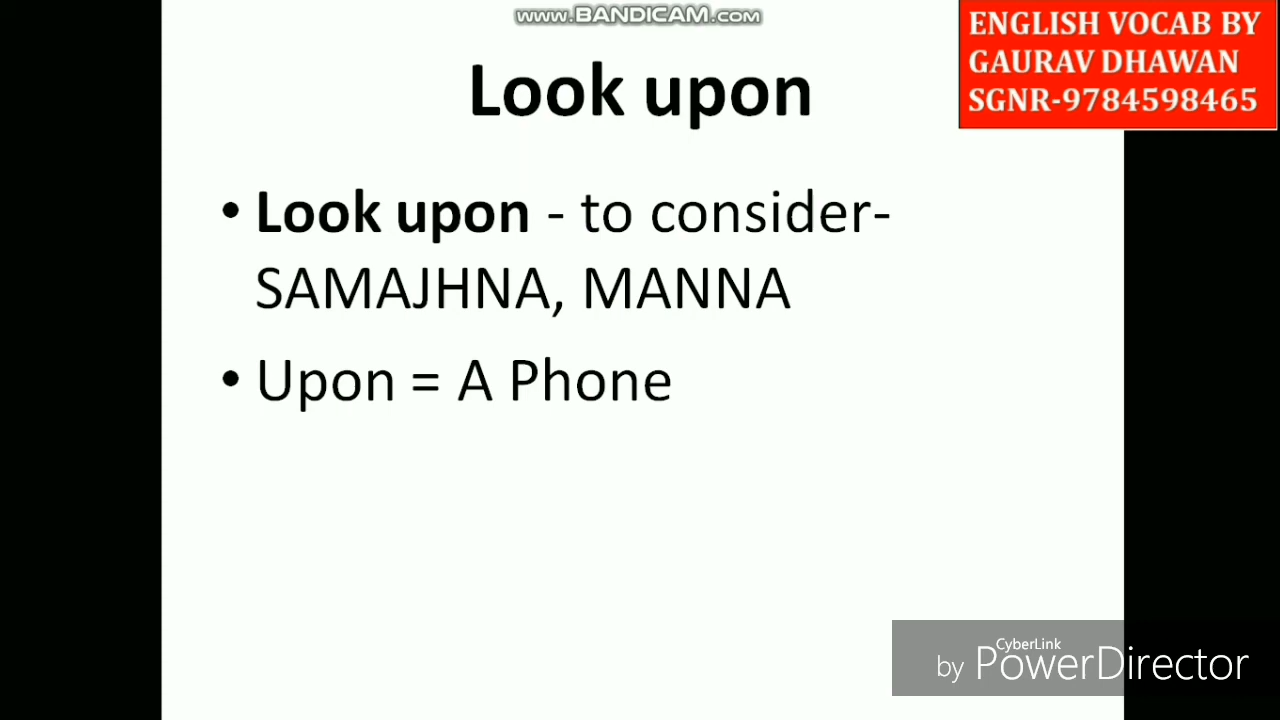 www.BANDICAM.com
ENGLISH VOCAB BY
GAURAV DHAWAN
SGNR-9784598465
Look upon
• Look upon - to consider-
SAMAJHNA, MANNA
• Upon = A Phone
CyberLink
by PowerDirector